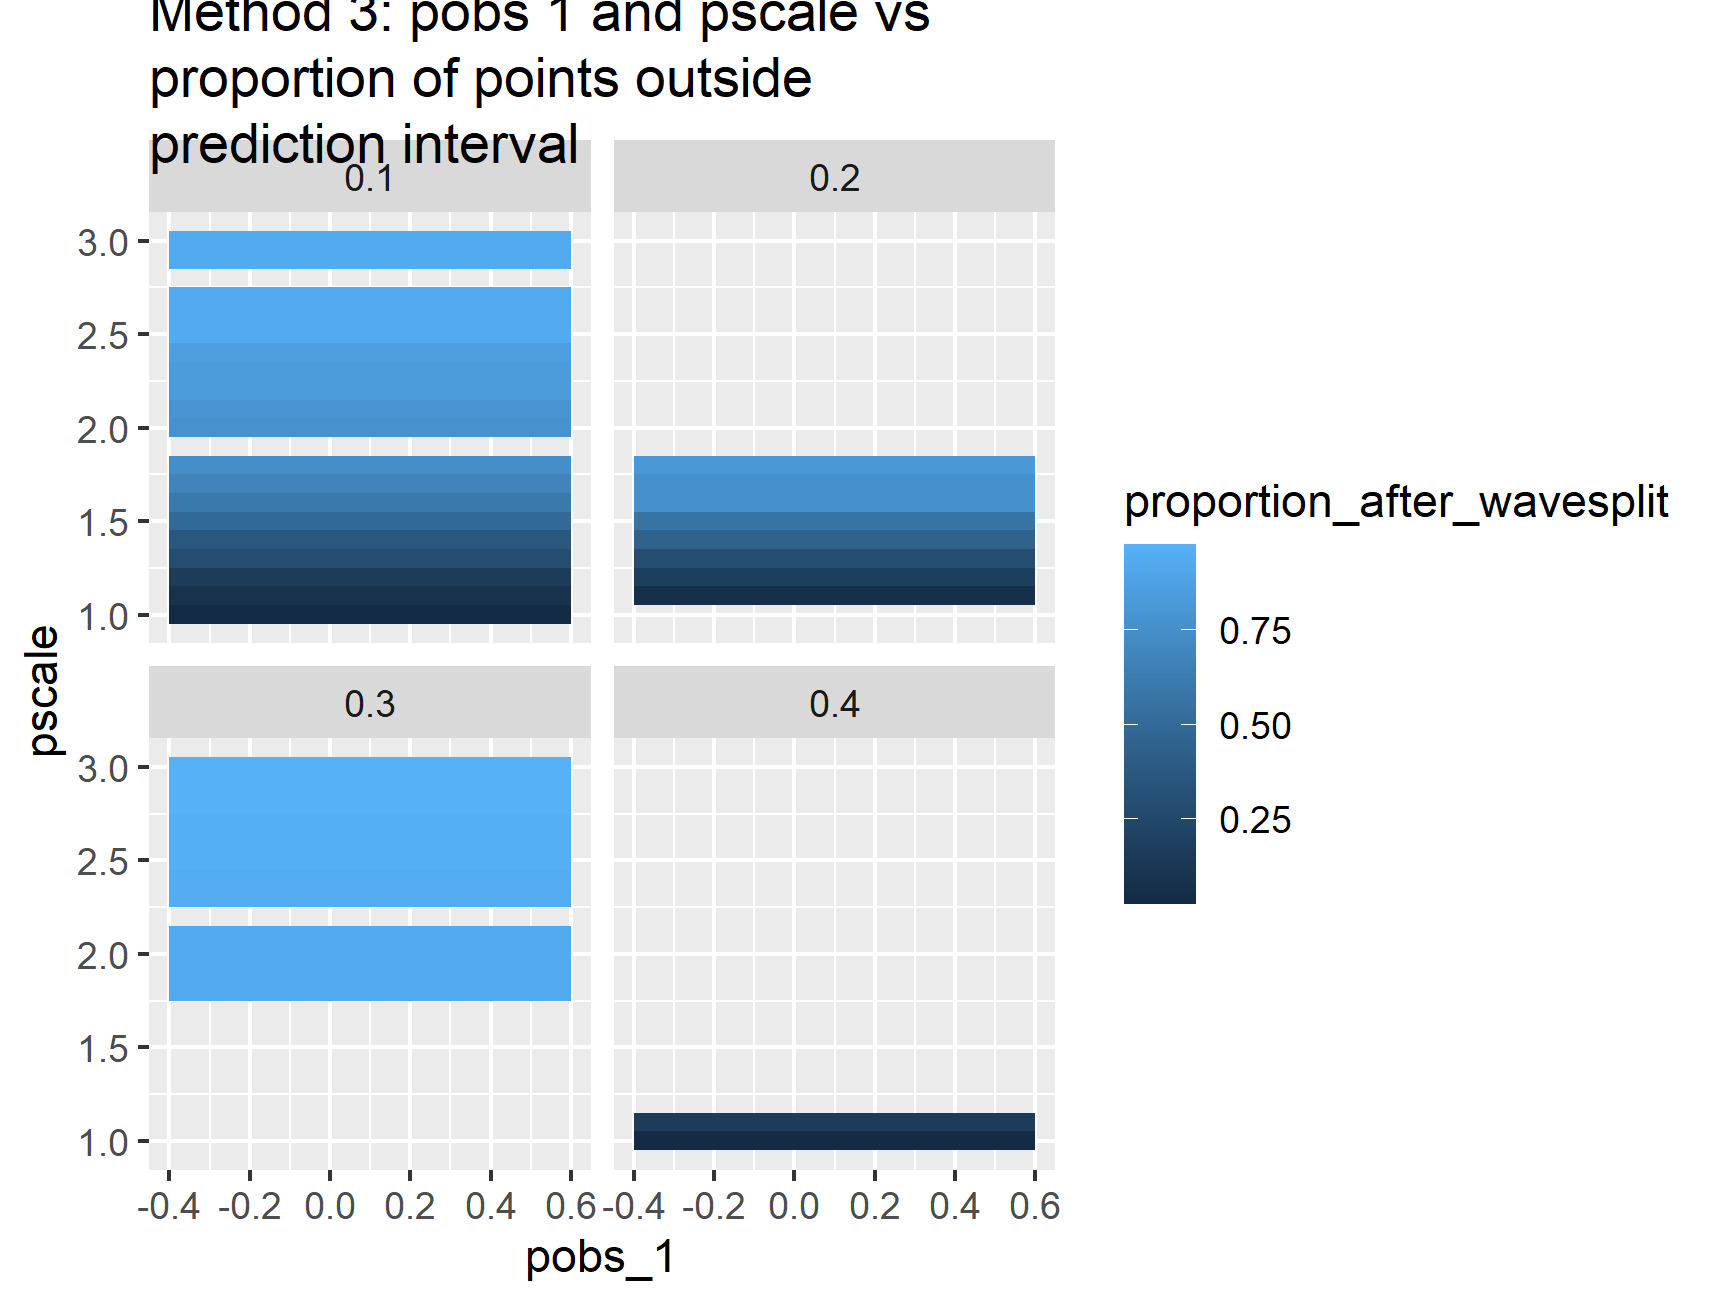 Method 3: pobs 1 and pscale vs
proportion of points outside
prediction interval
0.1
0.2
3.0
2.5
2.0
1.5
1.0
0.3
0.4
3.0
2.5
2.0
1.5
1.0
-0.4 -0.2 0.0 0.2 0.4 0.6
-0.4 -0.2 0.0 0.2 0.4 0.6
pobs_1
pscale
proportion_after_wavesplit
0.75
0.50
0.25